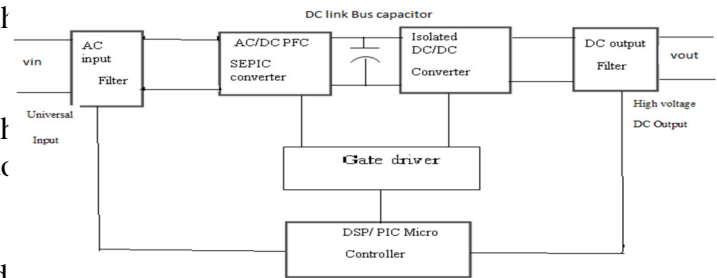 DC link Bus capacitor
vin
AC
input
Filter
AC/DC PFC
SEPIC
converter
Isolated
DC/DC
Converter
DC output
Filter
vout
Universal
Input
High voltage
DC Output
Gate driver
DSP/ PIC Micro
Controller